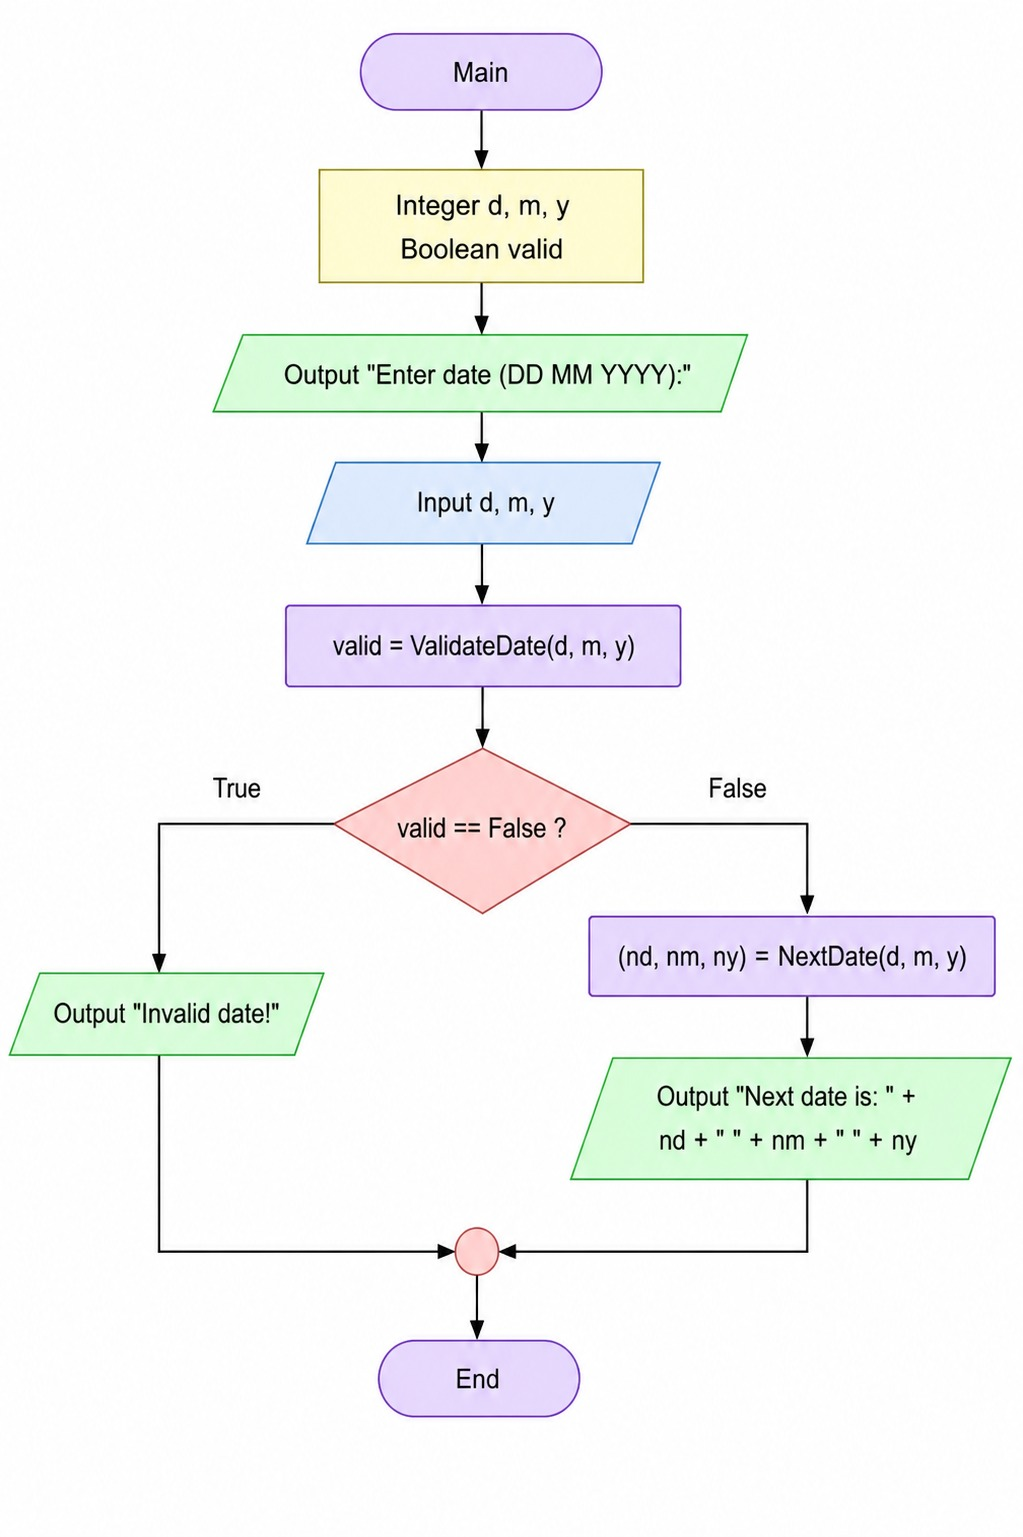 Main
Integer d, m, y
Boolean valid
Output "Enter date (DD MM YYYY):"
Input d, m, y
valid = ValidateDate(d, m, y)
True
False
valid == False ?
(nd, nm, ny) = NextDate(d, m, y)
Output "Invalid date!"
Output "Next date is: " +
nd + " " + nm + " " + ny
End